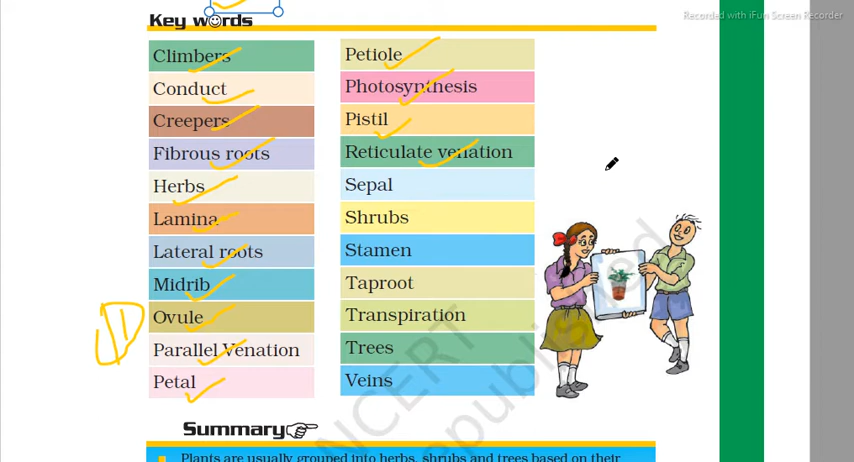 Recorded with iFun Screen Recorder
Key words
Climbers
Conduct
Creepers
Fibrous roots
Herbs
Lamina
Lateral roots
Midrib
Ovule
Parallel Venation
Petal
Petiole
Photosynthesis
Pistil
Reticulate venation
Sepal
Shrubs
Stamen
Taproot
Transpiration
Trees
Veins
NCERT
republished
Summary
Plants are usually grouped into herbs, shrubs and trees based on their